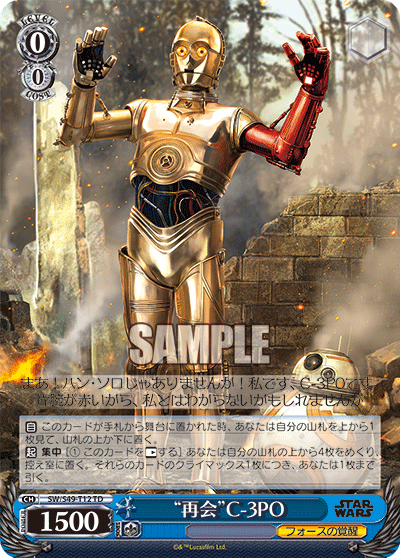 LEVEL
0
0
COST
SAMPLE
まあ！ハン・ソロじゃありませんか！私です、C-3POです。
片腕が赤いから、私とはわからないかもしれませんが
自 このカードが手札から舞台に置かれた時、あなたは自分の山札を上から1
枚見て、山札の上か下に置く。
起 集中 ［① このカードを する］ あなたは自分の山札の上から4枚をめくり、
控え室に置く。それらのカードのクライマックス1枚につき、あなたは1枚まで
引く。
CH SW/S49-T12 TD
1500
“再会”C-3PO
STAR WARS
フォースの覚醒
©&™Lucasfilm Ltd.